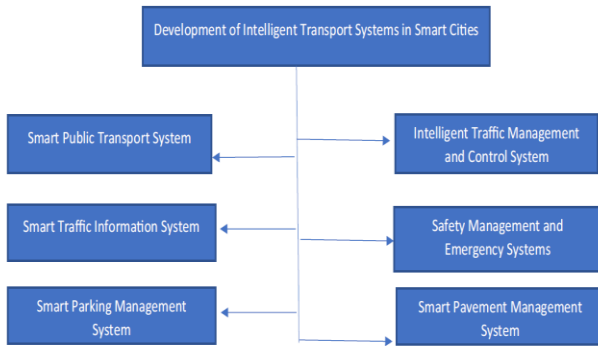 Development of Intelligent Transport Systems in Smart Cities
Smart Public Transport System
Intelligent Traffic Management
and Control System
Smart Traffic Information System
Safety Management and
Emergency Systems
Smart Parking Management
System
Smart Pavement Management
System